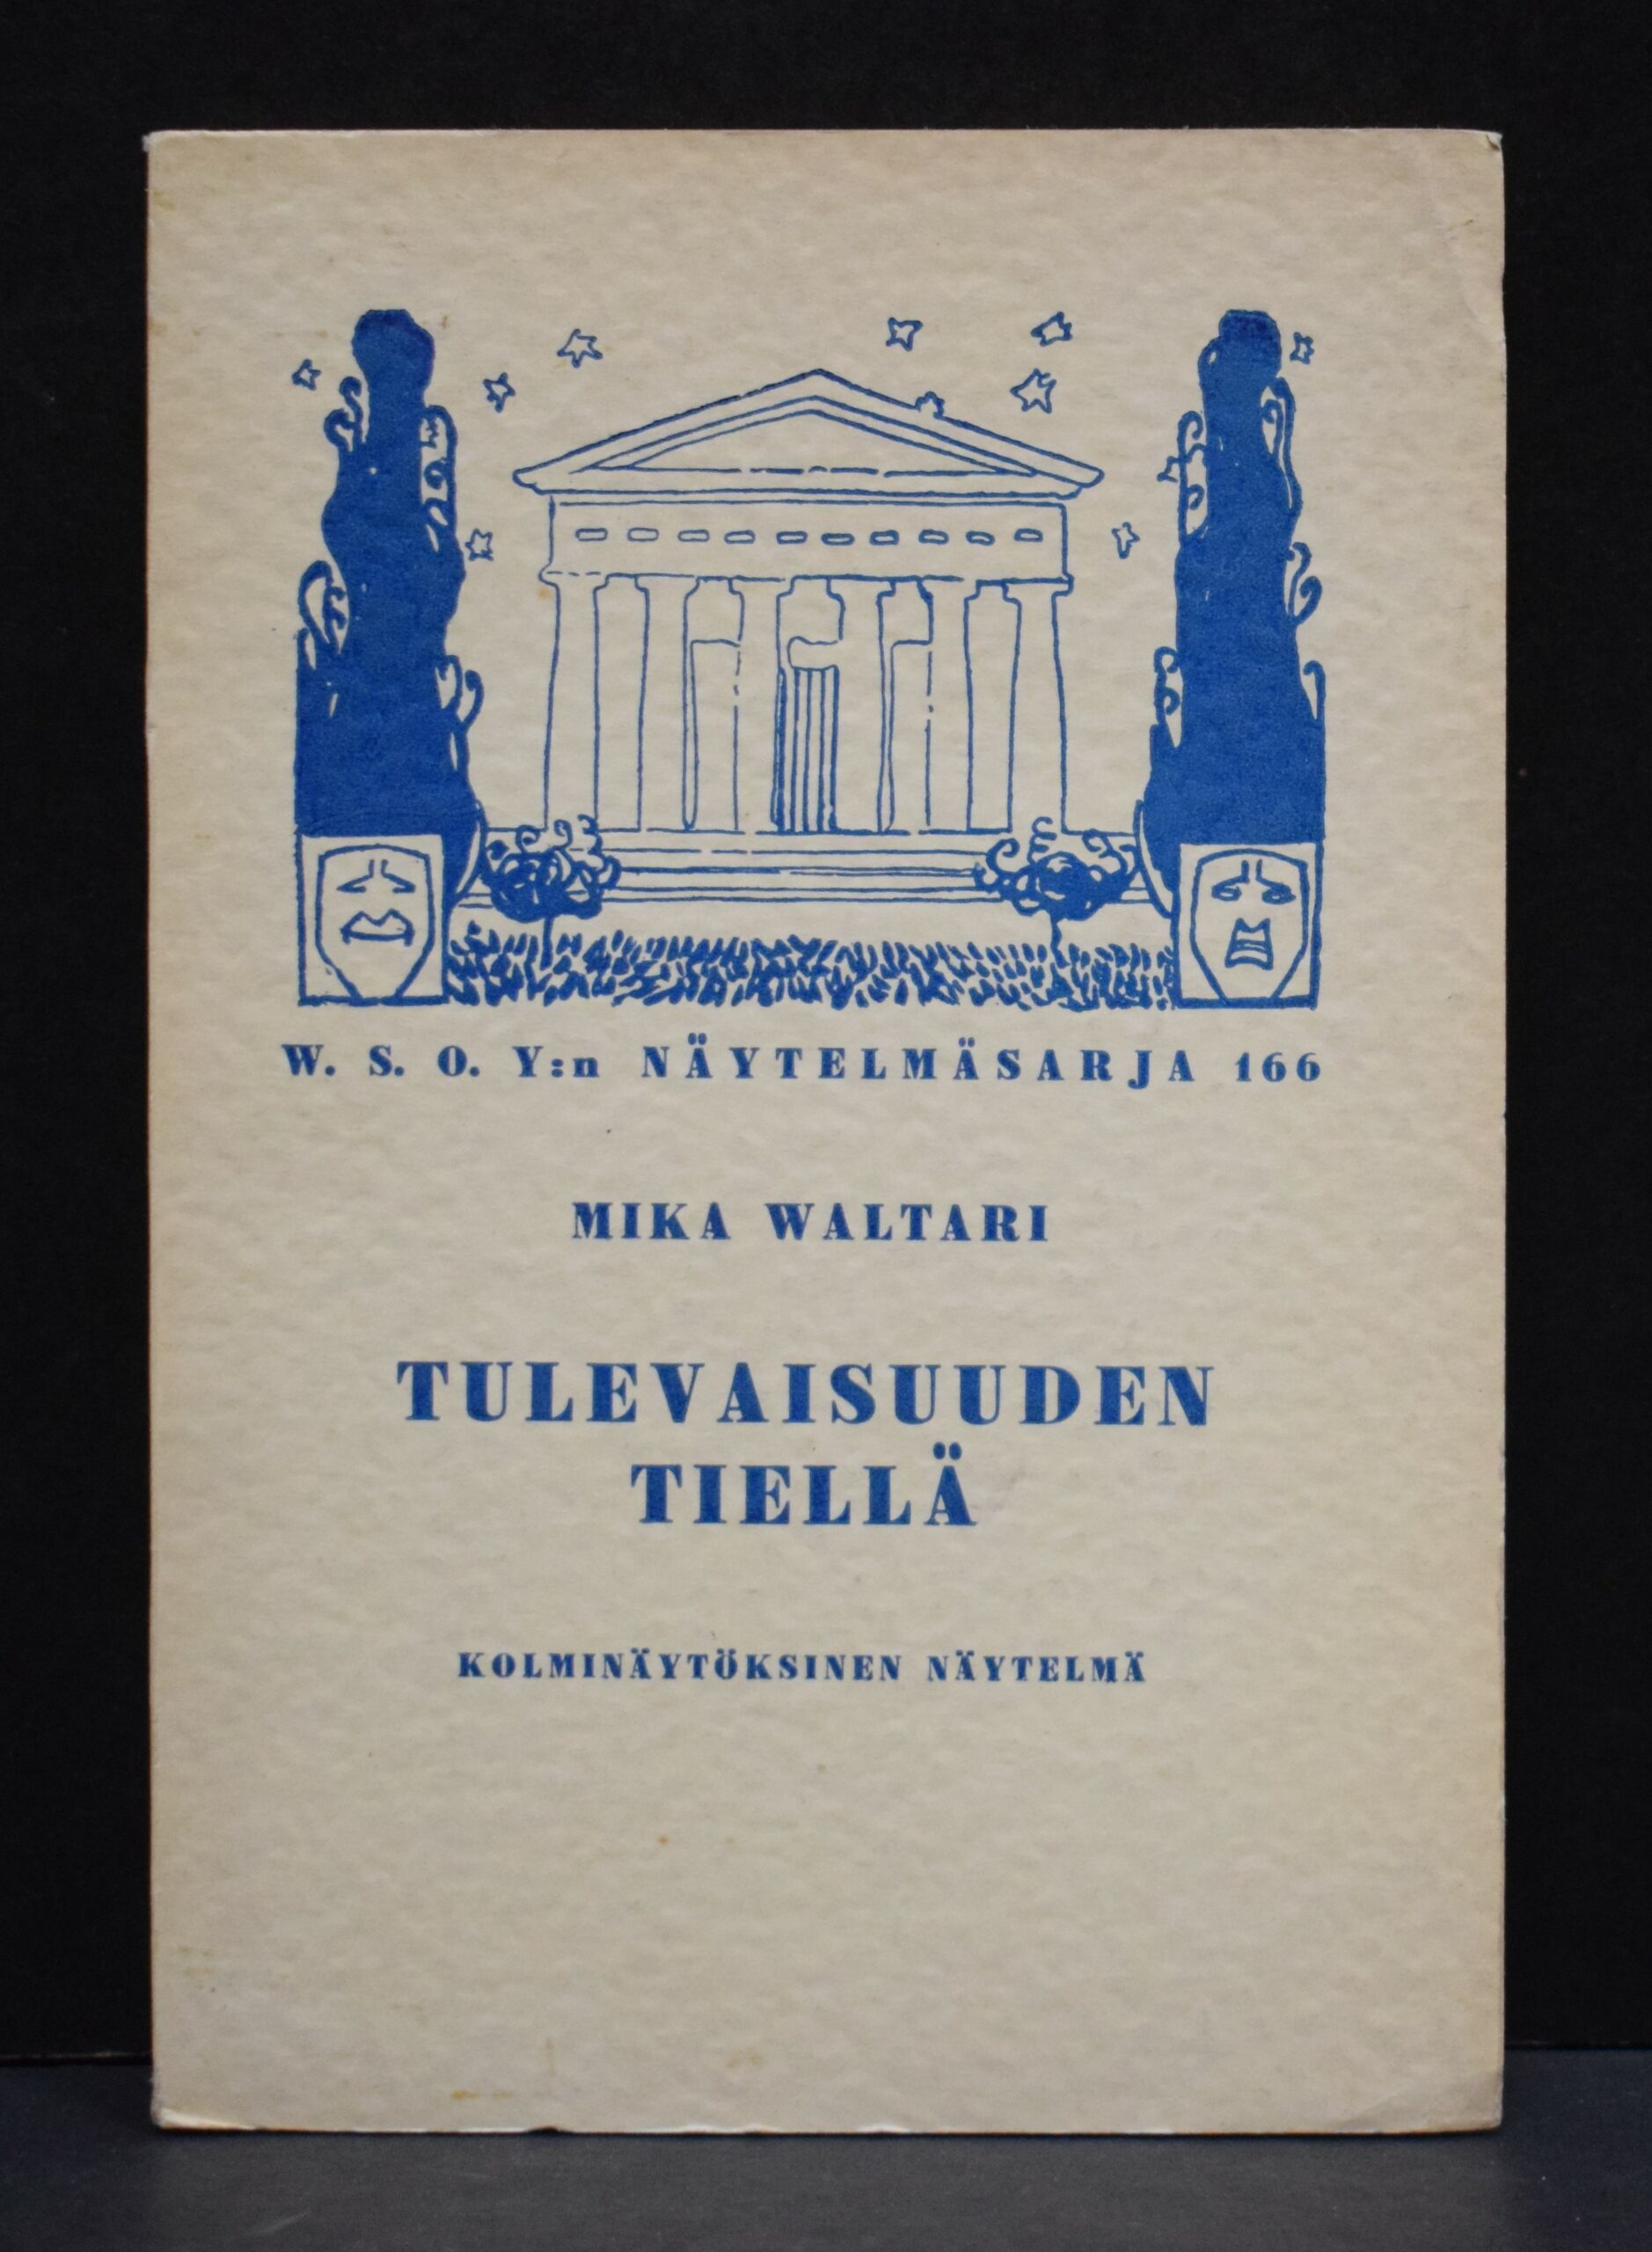 W. S. O. Y:n NÄYTELMÄSARJA 166
MIKA WALTARI
TULEVAISUUDEN
TIELLÄ
KOLMINÄYTÖKSINEN NÄYTELMÄ